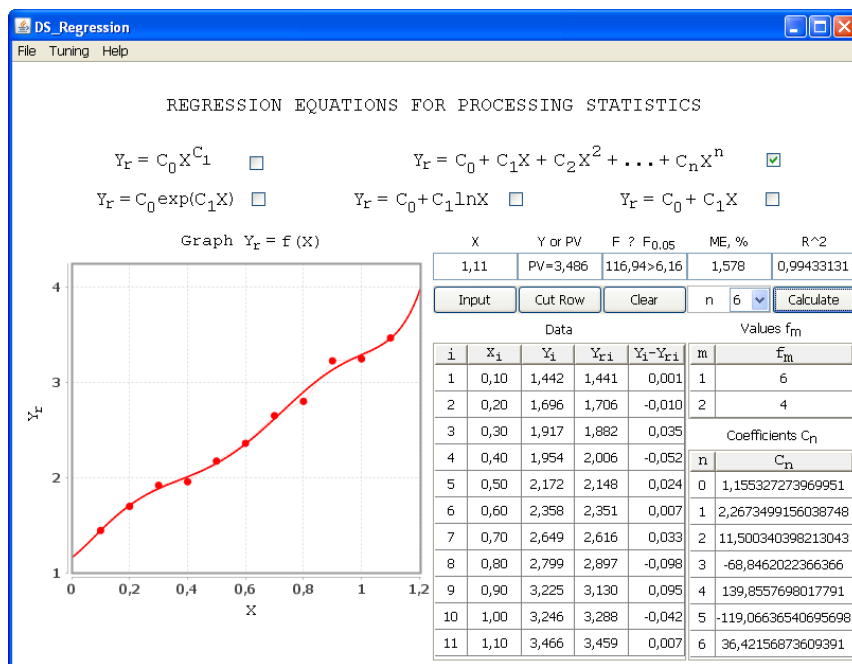 DS_Regression
File Tuning Help
REGRESSION EQUATIONS FOR PROCESSING STATISTICS
Yr = C0XC1 Yr = C0 + C1X + C2X2 + ... + CnXn
Yr = C0exp(C1X) Yr = C0 + C1lnX Yr = C0 + C1X
Graph Yr = f(X)
X Y or PV F ? F0.05 ME, % R^2
1,11 PV=3,486 116,94>6,16 1,578 0,99433131
Input Cut Row Clear n 6 Calculate
Data
i Xi Yi Yri Yi-Yri
1 0,10 1,442 1,441 0,001
2 0,20 1,696 1,706 -0,010
3 0,30 1,917 1,882 0,035
4 0,40 1,954 2,006 -0,052
5 0,50 2,172 2,148 0,024
6 0,60 2,358 2,351 0,007
7 0,70 2,649 2,616 0,033
8 0,80 2,799 2,897 -0,098
9 0,90 3,225 3,130 0,095
10 1,00 3,246 3,288 -0,042
11 1,10 3,466 3,459 0,007
Values fm
m fm
1 6
2 4
Coefficients Cn
n Cn
0 1,155327273969951
1 2,2673499156038748
2 11,500340398213043
3 -68,8462022366366
4 139,8557698017791
5 -119,06636540695698
6 36,42156873609391
4
3
2
1
Yr
0 0,2 0,4 0,6 0,8 1 1,2
X